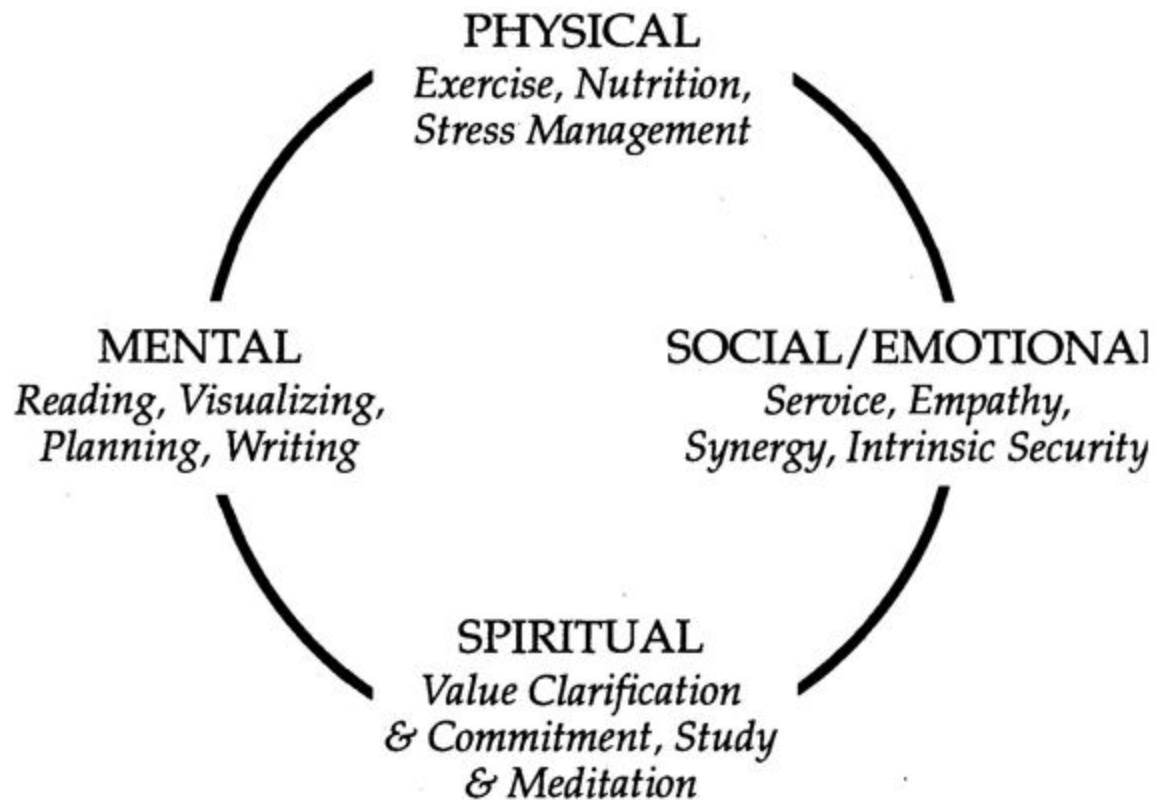 PHYSICAL
Exercise, Nutrition,
Stress Management
MENTAL
Reading, Visualizing,
Planning, Writing
SOCIAL/EMOTIONAL
Service, Empathy,
Synergy, Intrinsic Security
SPIRITUAL
Value Clarification
& Commitment, Study
& Meditation